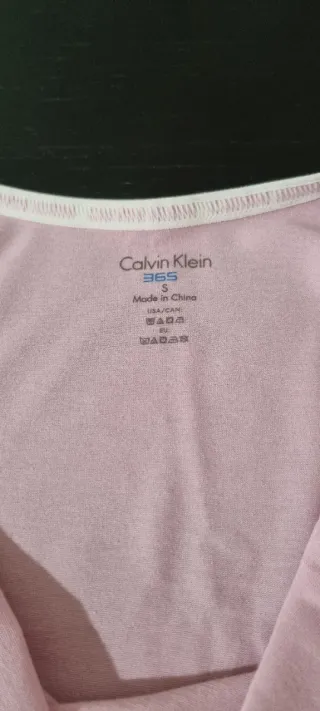 Calvin Klein
365
S
Made in China
USA/CAN:
EU: